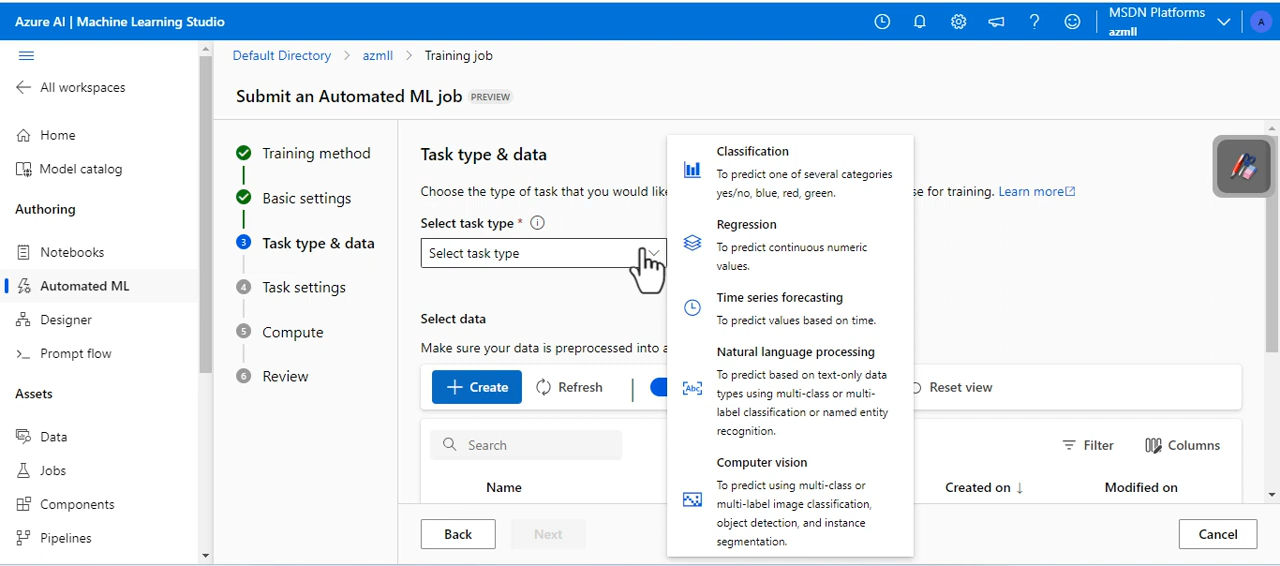 Azure AI | Machine Learning Studio
MSDN Platforms
azmll
A
All workspaces
Home
Model catalog
Authoring
Notebooks
Automated ML
Designer
Prompt flow
Assets
Data
Jobs
Components
Pipelines
Default Directory > azmll > Training job
Submit an Automated ML job PREVIEW
Training method
Basic settings
3 Task type & data
4 Task settings
5 Compute
6 Review
Task type & data
Choose the type of task that you would like
se for training. Learn more
Select task type *
Select task type
Select data
Make sure your data is preprocessed into a
Create
Refresh
Reset view
Search
Filter
Columns
Name
Created on ↓
Modified on
Classification
To predict one of several categories
yes/no, blue, red, green.
Regression
To predict continuous numeric
values.
Time series forecasting
To predict values based on time.
Natural language processing
Abc
To predict based on text-only data
types using multi-class or multi-
label classification or named entity
recognition.
Computer vision
To predict using multi-class or
multi-label image classification,
object detection, and instance
segmentation.
Back
Next
Cancel